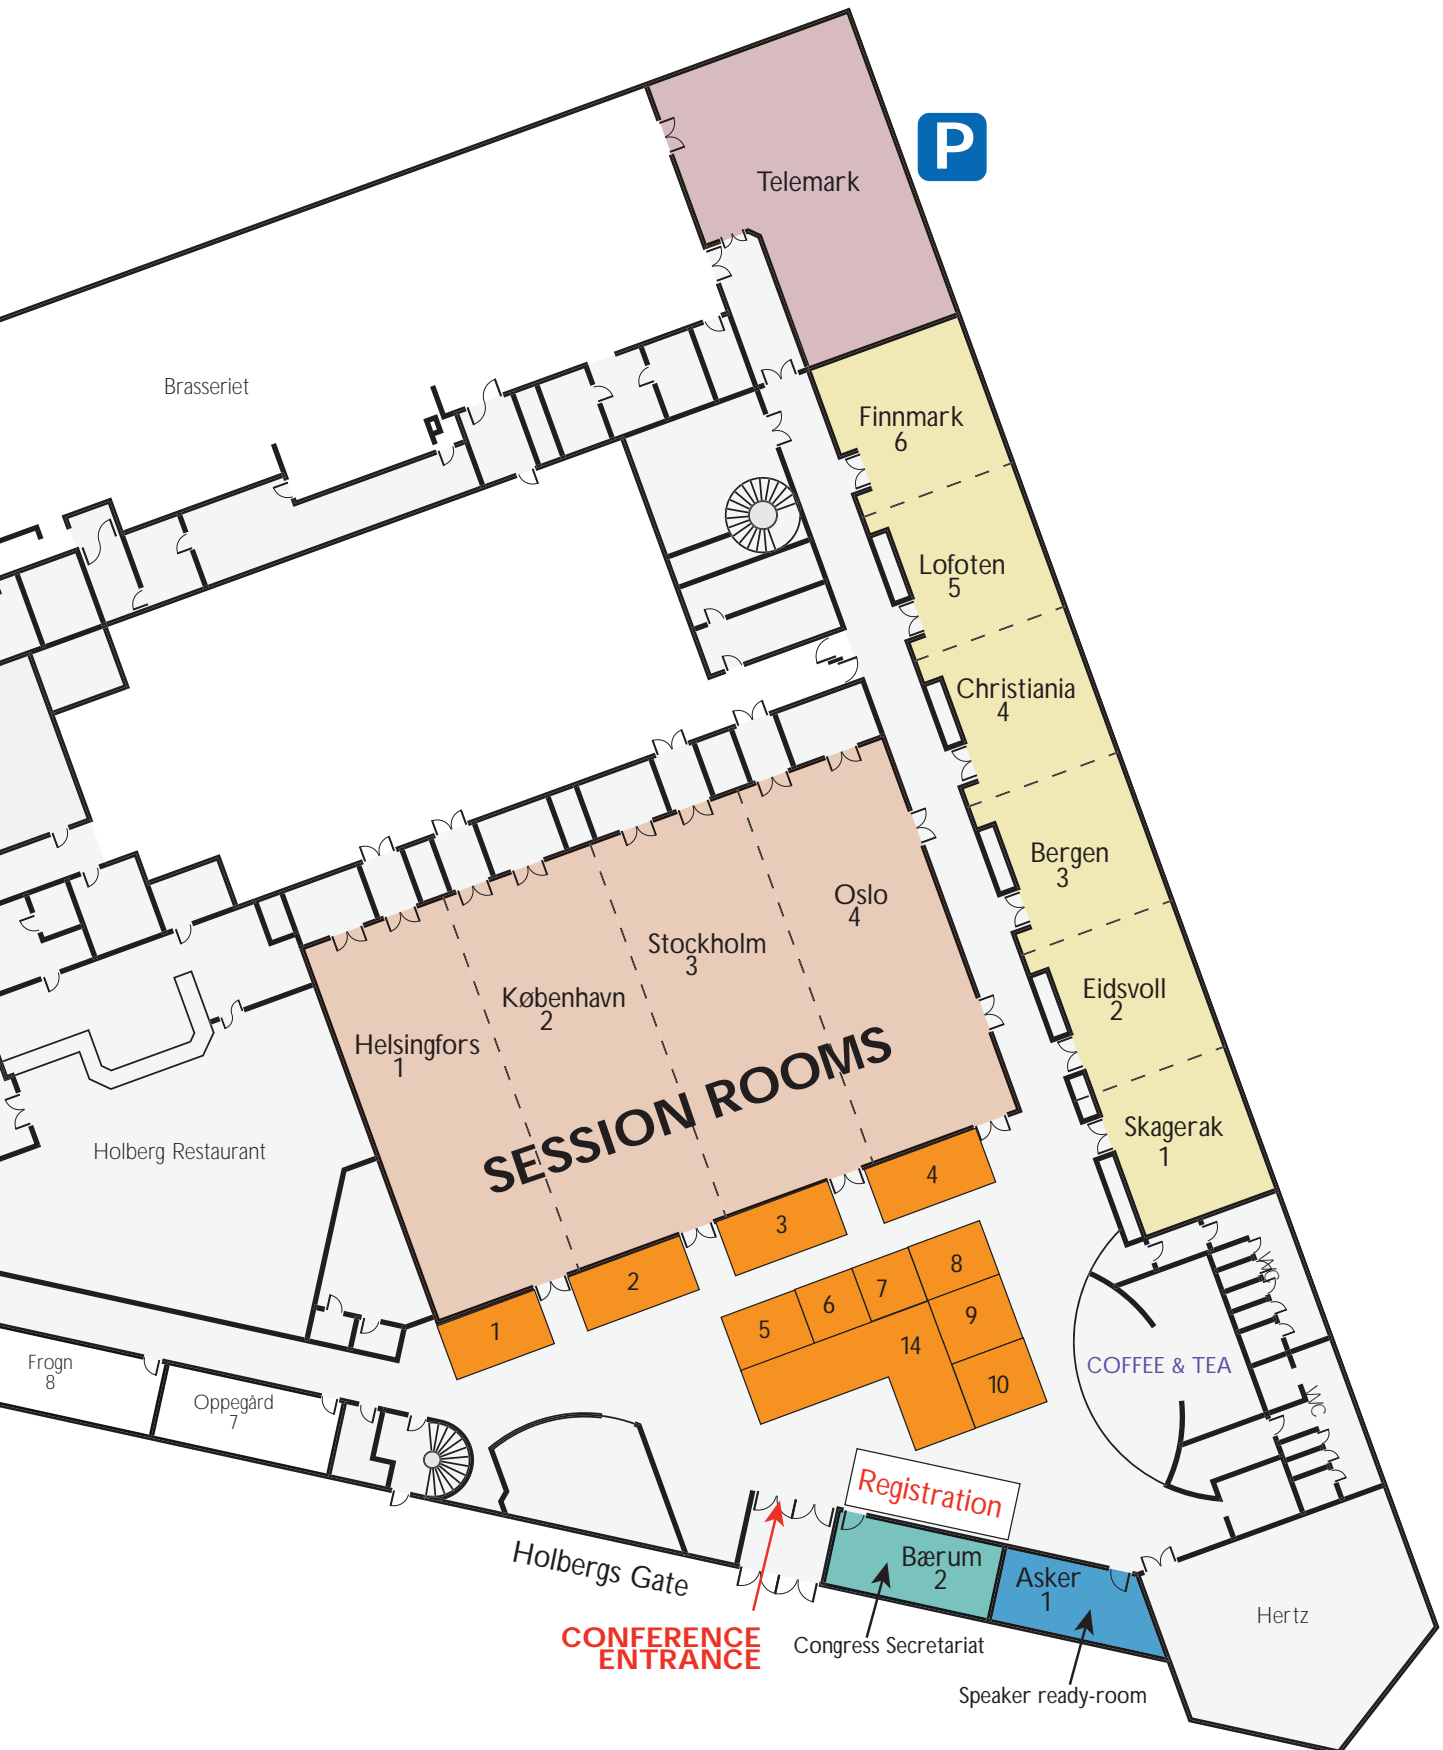 P
Telemark
Brasseriet
Finnmark
6
Lofoten
5
Christiania
4
Bergen
3
Oslo
4
Stockholm
3
København
2
Helsingfors
1
Eidsvoll
2
SESSION ROOMS
Skagerak
1
Holberg Restaurant
4
3
2
1
8
7
6
5
9
14
10
WC
COFFEE & TEA
WC
Frogn
8
Oppegård
7
Registration
Holbergs Gate
Bærum
2
Asker
1
Hertz
CONFERENCE
ENTRANCE
Congress Secretariat
Speaker ready-room